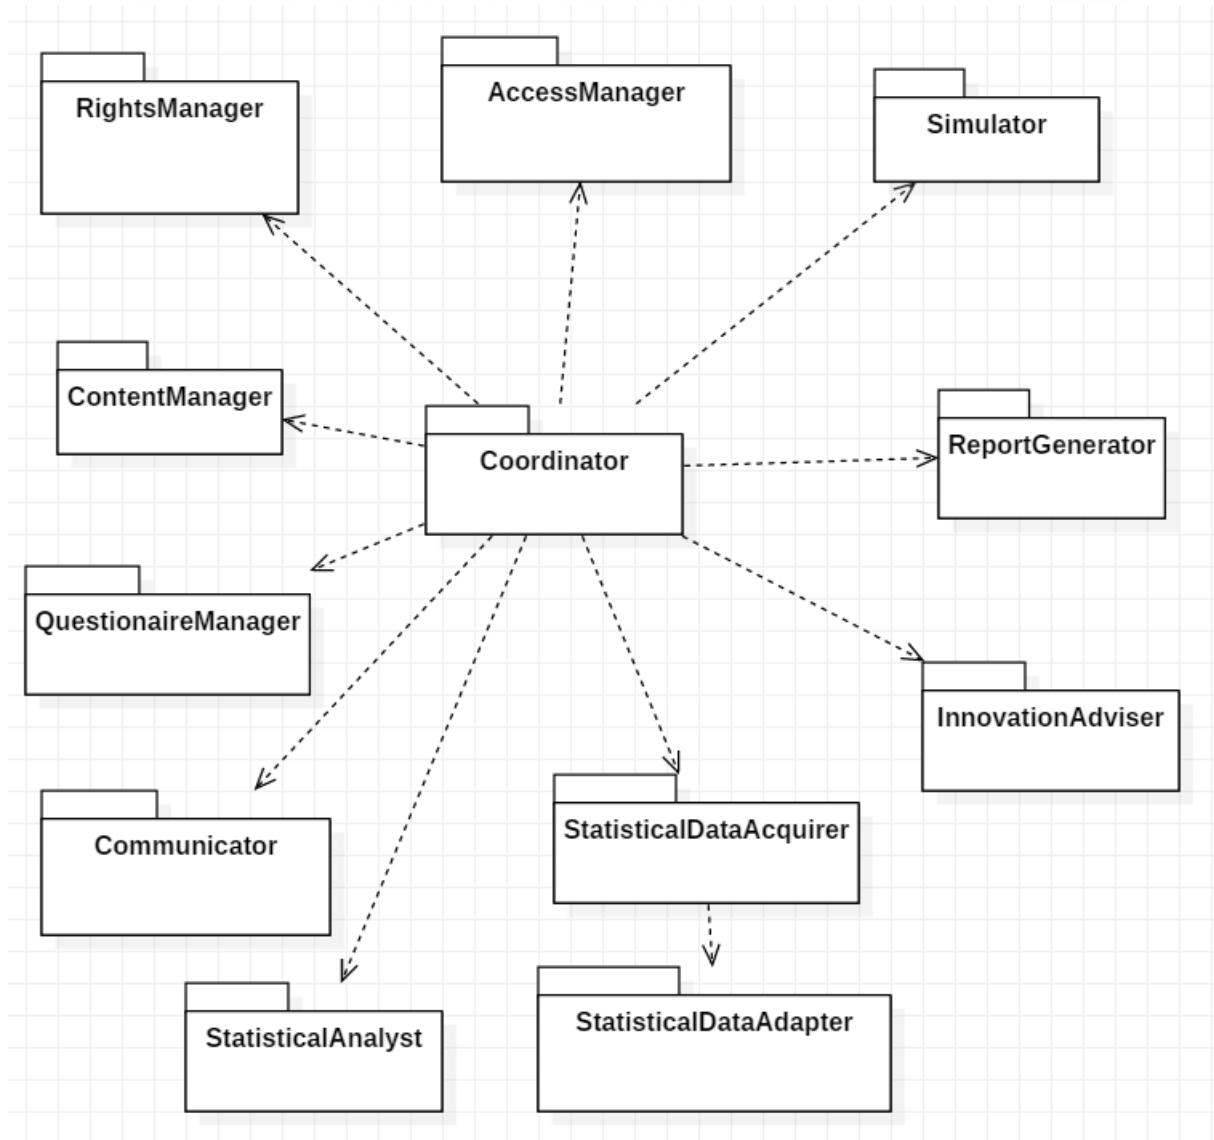 RightsManager
AccessManager
Simulator
ContentManager
Coordinator
ReportGenerator
QuestionaireManager
InnovationAdviser
Communicator
StatisticalDataAcquirer
StatisticalAnalyst
StatisticalDataAdapter